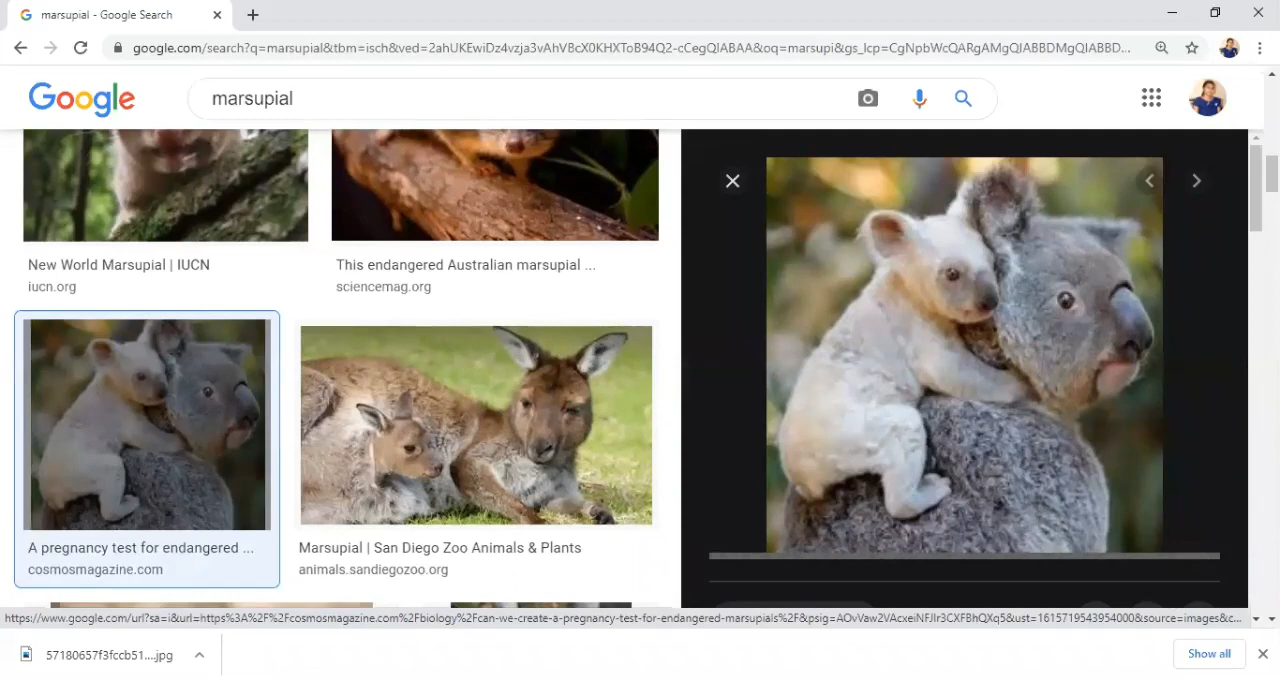 marsupial - Google Search
google.com/search?q=marsupial&tbm=isch&ved=2ahUKEwiDz4vzja3vAhVBcX0KHXToB94Q2-cCegQIABAA&oq=marsupi&gs_lcp=CgNpbWcQARgAMgQIABBDMgQIABBD...
Google
marsupial
New World Marsupial | IUCN
iucn.org
This endangered Australian marsupial ...
sciencemag.org
A pregnancy test for endangered ...
cosmosmagazine.com
Marsupial | San Diego Zoo Animals & Plants
animals.sandiegozoo.org
https://www.google.com/url?sa=i&url=https%3A%2F%2Fcosmosmagazine.com%2Fbiology%2Fcan-we-create-a-pregnancy-test-for-endangered-marsupials%2F&psig=AOvVaw2VAcxeiNFJIr3CXFBhQXq5&ust=1615719543954000&source=images&c...
57180657f3fccb51....jpg
Show all